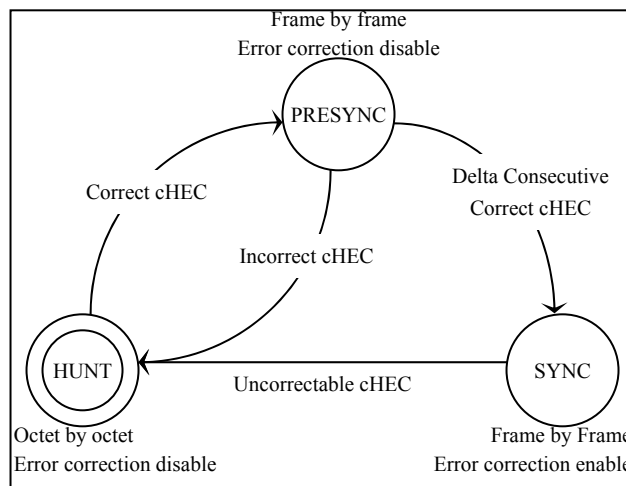 Frame by frame
Error correction disable
PRESYNC
Delta Consecutive
Correct cHEC
Correct cHEC
Incorrect cHEC
HUNT
SYNC
Uncorrectable cHEC
Octet by octet
Error correction disable
Frame by Frame
Error correction enable